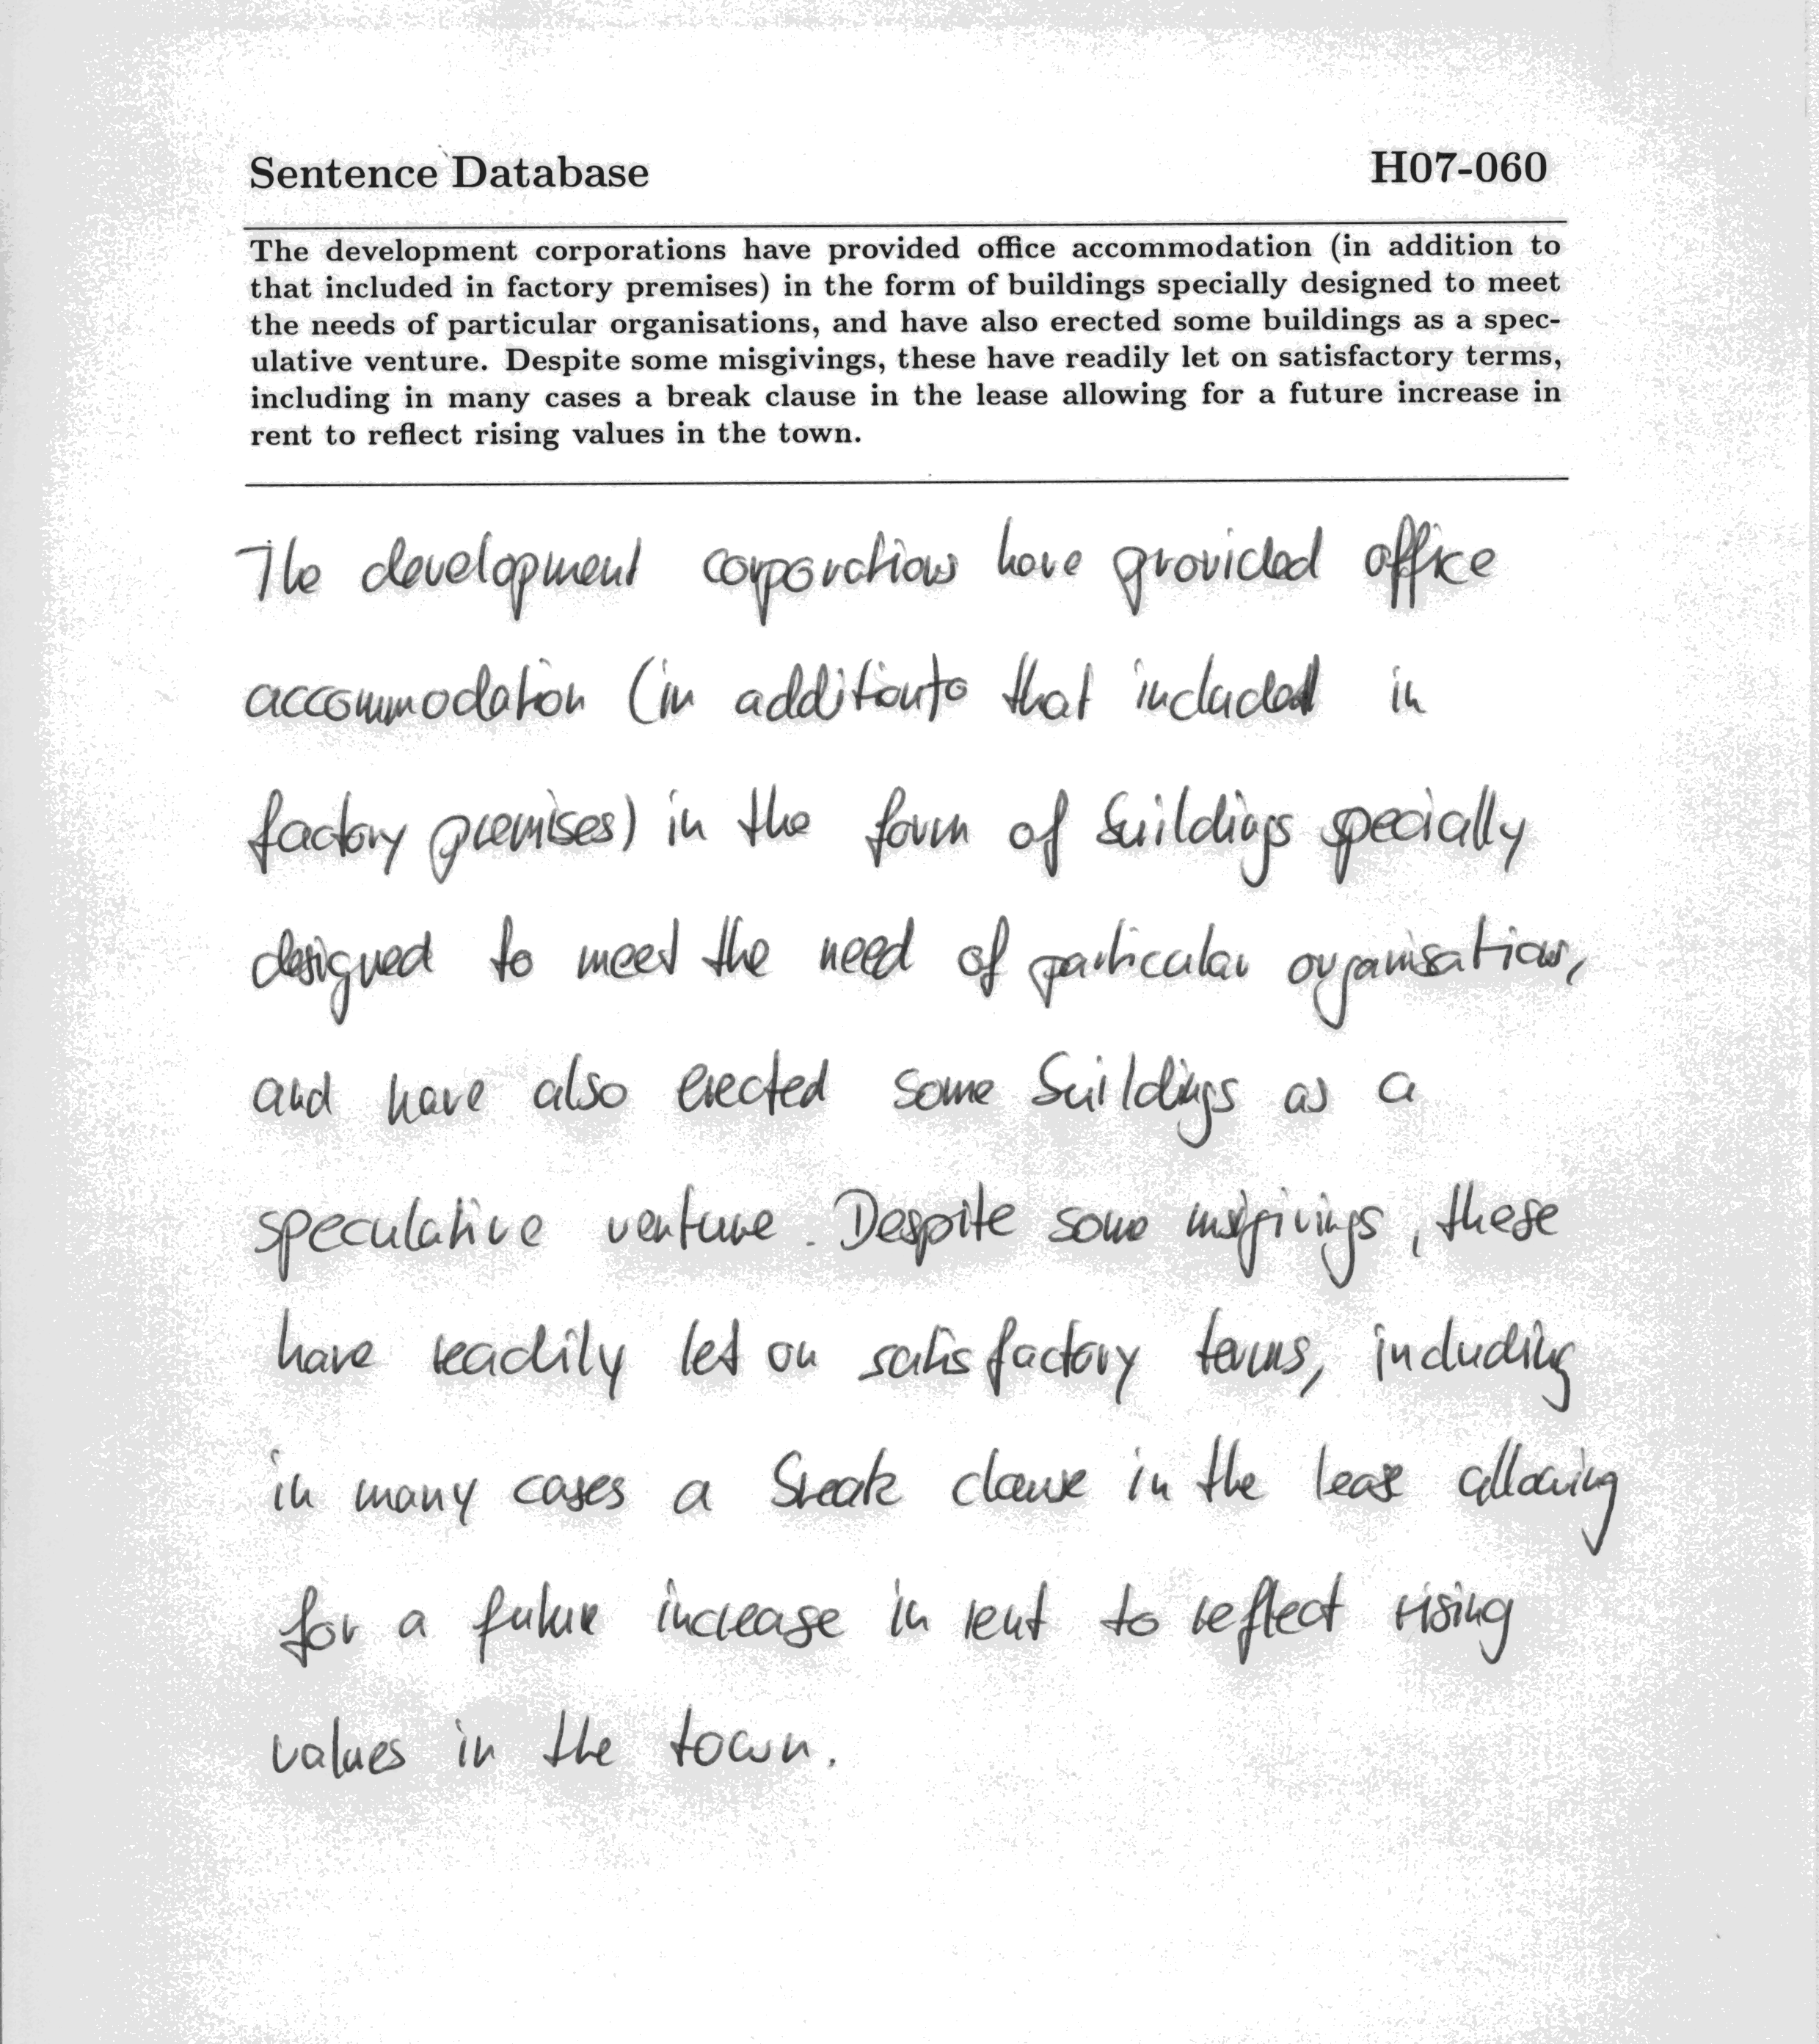 Sentence Database H07-060
The development corporations have provided office accommodation (in addition to
that included in factory premises) in the form of buildings specially designed to meet
the needs of particular organisations, and have also erected some buildings as a spec-
ulative venture. Despite some misgivings, these have readily let on satisfactory terms,
including in many cases a break clause in the lease allowing for a future increase in
rent to reflect rising values in the town.
The development corporations have provided office
accommodation (in addition to that included in
factory premises) in the form of buildings specially
designed to meet the need of particular organisations,
and have also erected some buildings as a
speculative venture. Despite some misgivings, these
have readily let on satisfactory terms, including
in many cases a break clause in the lease allowing
for a future increase in rent to reflect rising
values in the town.